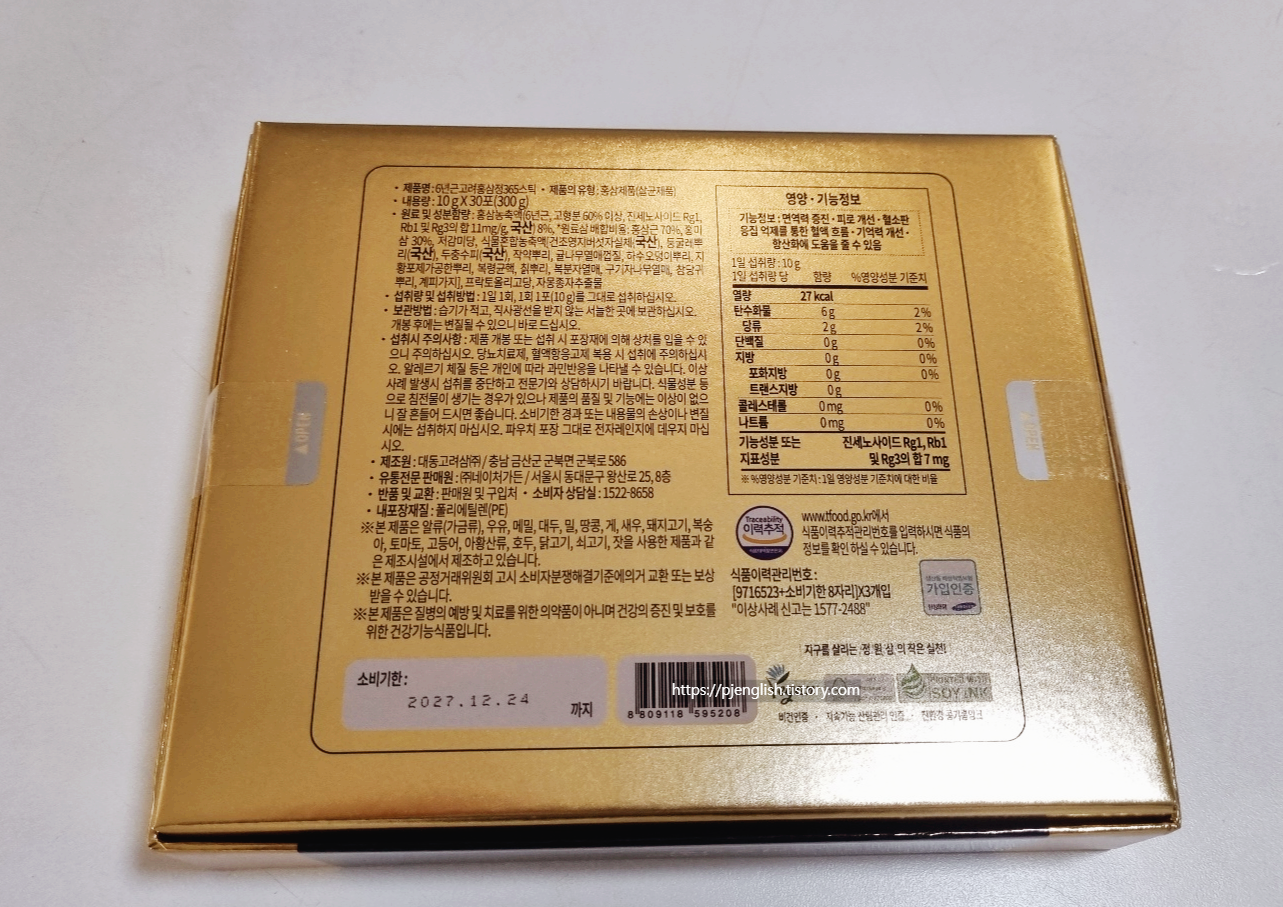 • 제품명 : 6년근고려홍삼정365스틱 • 제품의 유형 : 홍삼제품(살균제품)
• 내용량 : 10 g X 30포(300 g)
• 원료 및 성분함량 : 홍삼농축액(6년근, 고형분 60% 이상, 진세노사이드 Rg1,
Rb1 및 Rg3의 합 11mg/g, 국산) 8%, *원료삼 배합비율: 홍삼근 70%, 홍미
삼 30%, 저감미당, 식물혼합농축액[건조영지버섯자실체(국산), 둥굴레뿌
리(국산), 두충수피(국산), 작약뿌리, 귤나무열매껍질, 하수오덩이뿌리, 지
황포제가공한뿌리, 복령균핵, 칡뿌리, 복분자열매, 구기자나무열매, 참당귀
뿌리, 계피가지], 프락토올리고당, 자몽종자추출물
• 섭취량 및 섭취방법 : 1일 1회, 1회 1포(10 g)를 그대로 섭취하십시오.
• 보관방법 : 습기가 적고, 직사광선을 받지 않는 서늘한 곳에 보관하십시오.
개봉 후에는 변질될 수 있으니 바로 드십시오.
• 섭취시 주의사항 : 제품 개봉 또는 섭취 시 포장재에 의해 상처를 입을 수 있
으니 주의하십시오. 당뇨치료제, 혈액항응고제 복용 시 섭취에 주의하십시
오. 알레르기 체질 등은 개인에 따라 과민반응을 나타낼 수 있습니다. 이상
사례 발생시 섭취를 중단하고 전문가와 상담하시기 바랍니다. 식물성분 등
으로 침전물이 생기는 경우가 있으나 제품의 품질 및 기능에는 이상이 없으
니 잘 흔들어 드시면 좋습니다. 소비기한 경과 또는 내용물의 손상이나 변질
시에는 섭취하지 마십시오. 파우치 포장 그대로 전자레인지에 데우지 마십
시오.
• 제조원 : 대동고려삼㈜ / 충남 금산군 군북면 군북로 586
• 유통전문 판매원 : ㈜네이처가든 / 서울시 동대문구 왕산로 25, 8층
• 반품 및 교환 : 판매원 및 구입처 • 소비자 상담실 : 1522-8658
• 내포장재질 : 폴리에틸렌(PE)
※본 제품은 알류(가금류), 우유, 메밀, 대두, 밀, 땅콩, 게, 새우, 돼지고기, 복숭
아, 토마토, 고등어, 아황산류, 호두, 닭고기, 쇠고기, 잣을 사용한 제품과 같
은 제조시설에서 제조하고 있습니다.
※본 제품은 공정거래위원회 고시 소비자분쟁해결기준에의거 교환 또는 보상
받을 수 있습니다.
※본 제품은 질병의 예방 및 치료를 위한 의약품이 아니며 건강의 증진 및 보호를
위한 건강기능식품입니다.
소비기한 :
2027.12.24
까지
8 809118 595208
영양 · 기능정보
기능정보 : 면역력 증진 · 피로 개선 · 혈소판
응집 억제를 통한 혈액 흐름 · 기억력 개선 ·
항산화에 도움을 줄 수 있음
1일 섭취량 : 10 g
1일 섭취량 당 함량 %영양성분 기준치
열량 27 kcal
탄수화물 6 g 2%
당류 2 g 2%
단백질 0 g 0%
지방 0 g 0%
포화지방 0 g 0%
트랜스지방 0 g
콜레스테롤 0 mg 0%
나트륨 0 mg 0%
기능성분 또는 진세노사이드 Rg1, Rb1
지표성분 및 Rg3의 합 7 mg
※ %영양성분 기준치 : 1일 영양성분 기준치에 대한 비율
Traceability
이력추적
www.tfood.go.kr에서
식품이력추적관리번호를 입력하시면 식품의
정보를 확인 하실 수 있습니다.
식품이력관리번호 :
[9716523+소비기한 8자리]X3개입
"이상사례 신고는 1577-2488"
가입인증
지구를 살리는 정 원 삼 의 작은 실천!
PRINTED WITH
SOY INK
비건인증 · 지속가능 산림관리 인증 · 친환경 콩기름잉크
▲OPEN
▲OPEN
https://pjenglish.tistory.com